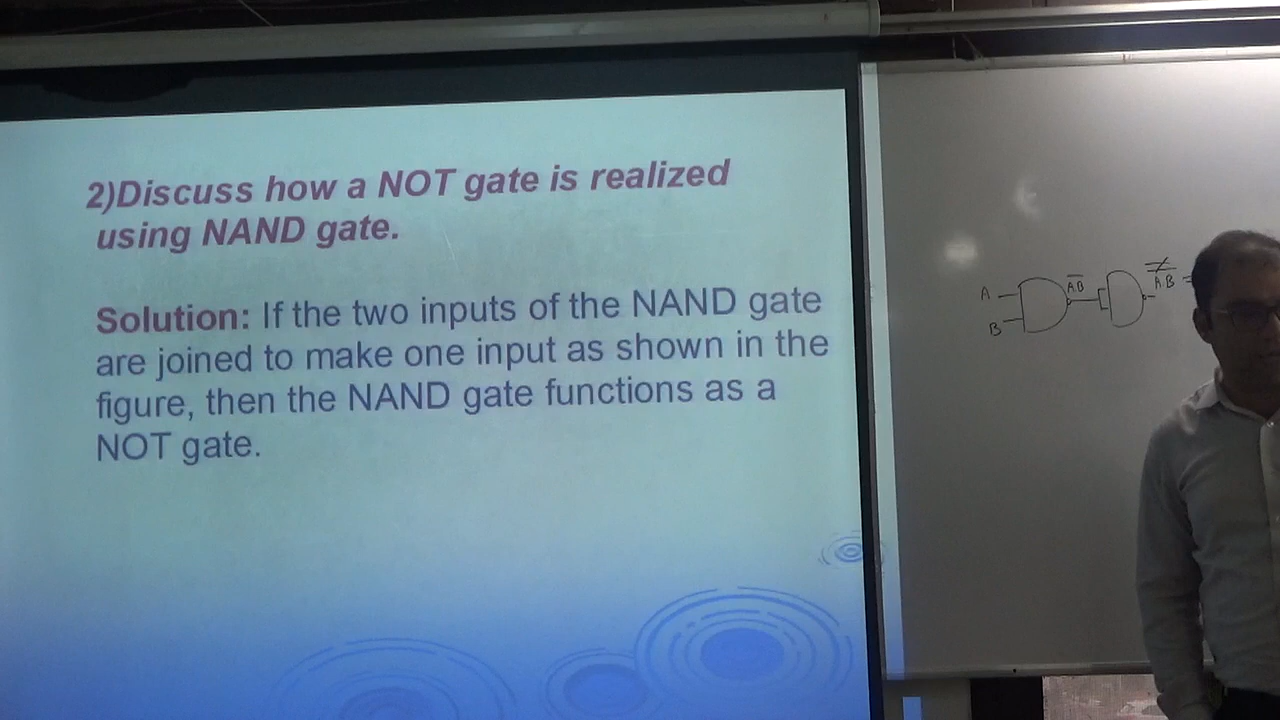 2)Discuss how a NOT gate is realized
using NAND gate.
Solution: If the two inputs of the NAND gate
are joined to make one input as shown in the
figure, then the NAND gate functions as a
NOT gate.
A
B
A̅B̅
A.B